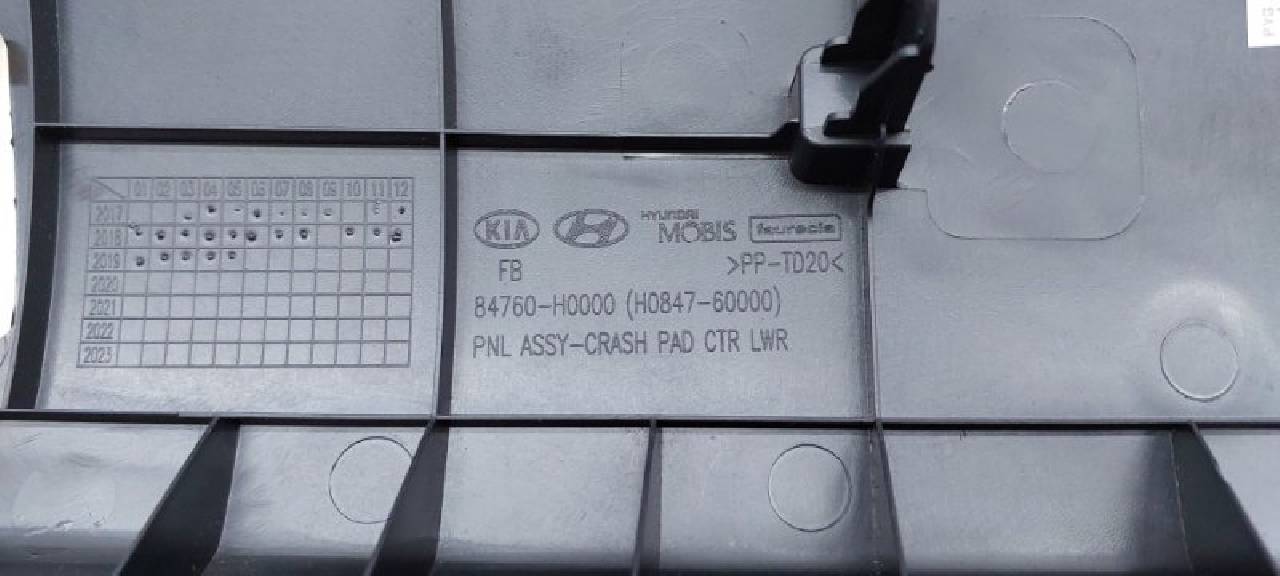 01 02 03 04 05 06 07 08 09 10 11 12
2017
2018
2019
2020
2021
2022
2023
KIA HYUNDAI MOBIS faurecia
FB >PP-TD20<
84760-H0000 (H0847-60000)
PNL ASSY-CRASH PAD CTR LWR